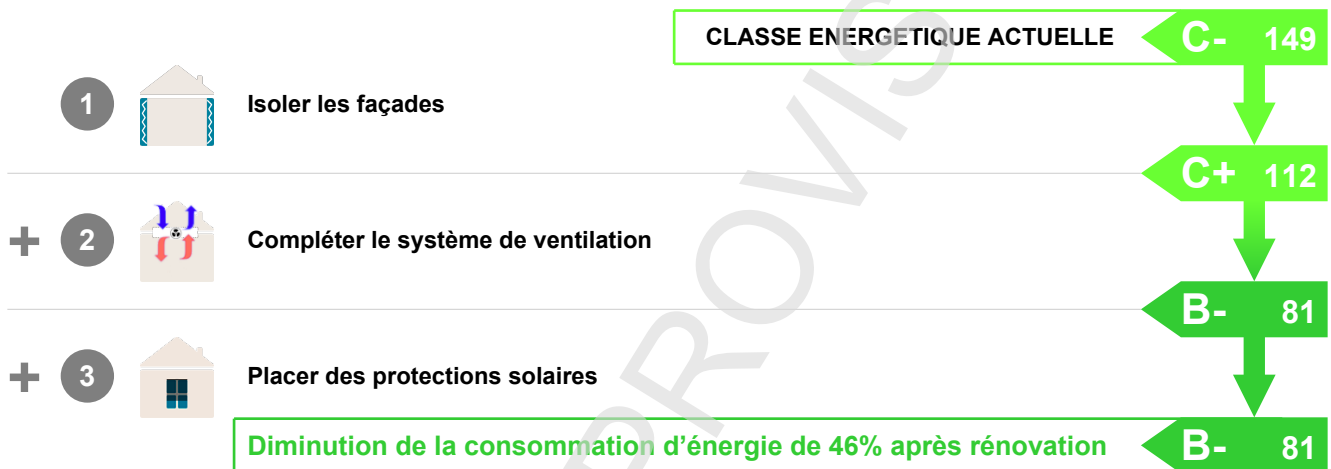 CLASSE ENERGETIQUE ACTUELLE C- 149
1 Isoler les façades
C+ 112
+ 2 Compléter le système de ventilation
B- 81
+ 3 Placer des protections solaires
Diminution de la consommation d’énergie de 46% après rénovation B- 81
PROVIS